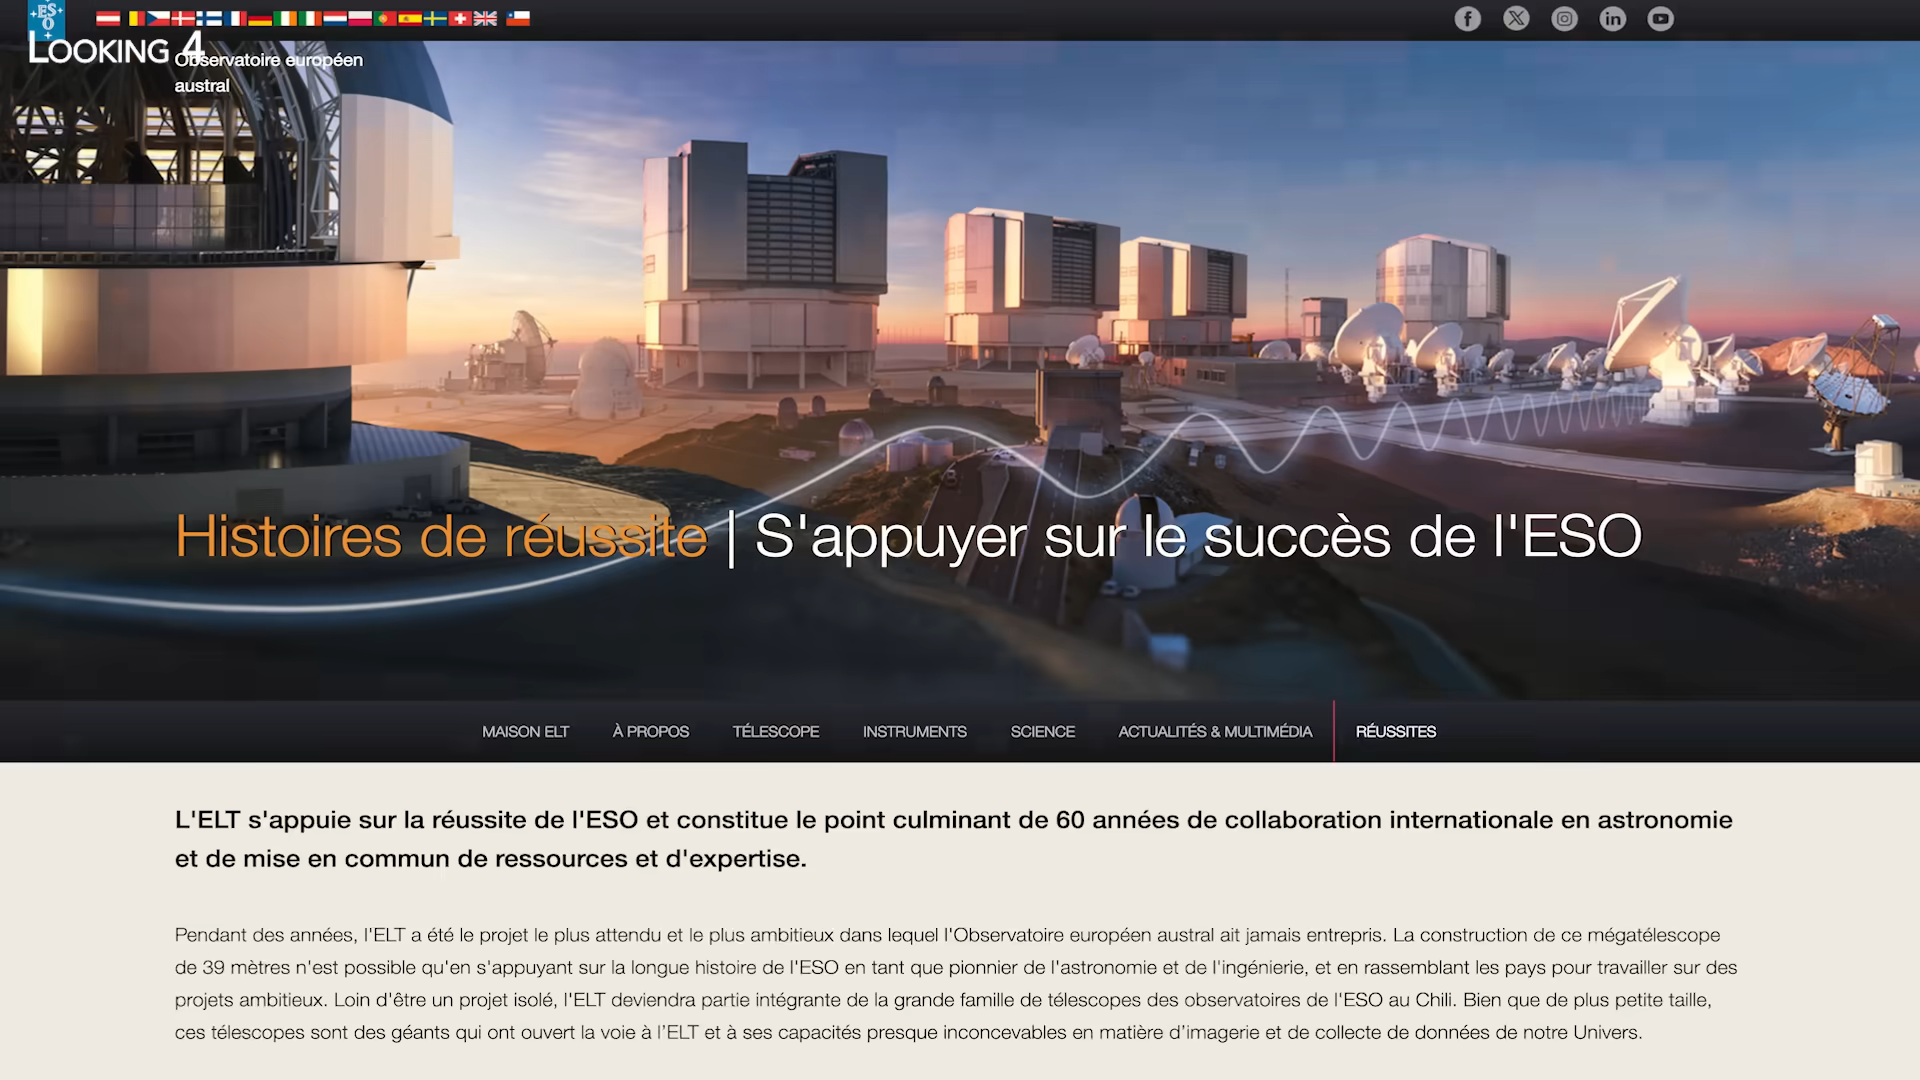 ESO
LOOKING 4
Observatoire européen
austral
Histoires de réussite | S'appuyer sur le succès de l'ESO
MAISON ELT À PROPOS TÉLESCOPE INSTRUMENTS SCIENCE ACTUALITÉS & MULTIMÉDIA RÉUSSITES
L'ELT s'appuie sur la réussite de l'ESO et constitue le point culminant de 60 années de collaboration internationale en astronomie
et de mise en commun de ressources et d'expertise.
Pendant des années, l'ELT a été le projet le plus attendu et le plus ambitieux dans lequel l'Observatoire européen austral ait jamais entrepris. La construction de ce mégatélescope
de 39 mètres n'est possible qu'en s'appuyant sur la longue histoire de l'ESO en tant que pionnier de l'astronomie et de l'ingénierie, et en rassemblant les pays pour travailler sur des
projets ambitieux. Loin d'être un projet isolé, l'ELT deviendra partie intégrante de la grande famille de télescopes des observatoires de l'ESO au Chili. Bien que de plus petite taille,
ces télescopes sont des géants qui ont ouvert la voie à l’ELT et à ses capacités presque inconcevables en matière d’imagerie et de collecte de données de notre Univers.